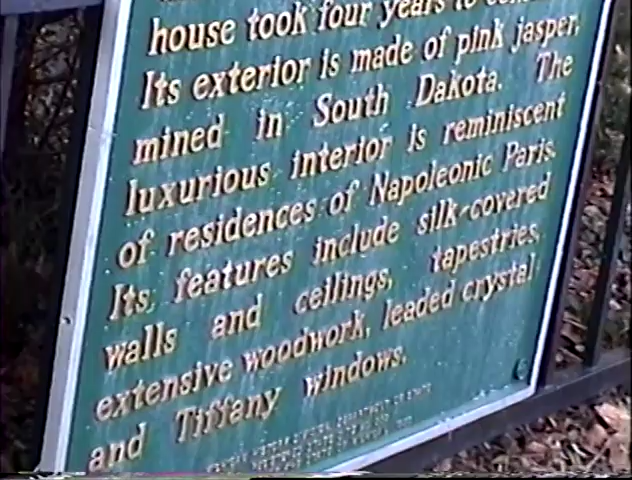 house took four years to
Its exterior is made of pink jasper,
mined in South Dakota. The
luxurious interior is reminiscent
of residences of Napoleonic Paris.
Its features include silk-covered
walls and ceilings, tapestries,
extensive woodwork, leaded crystal
and Tiffany windows.